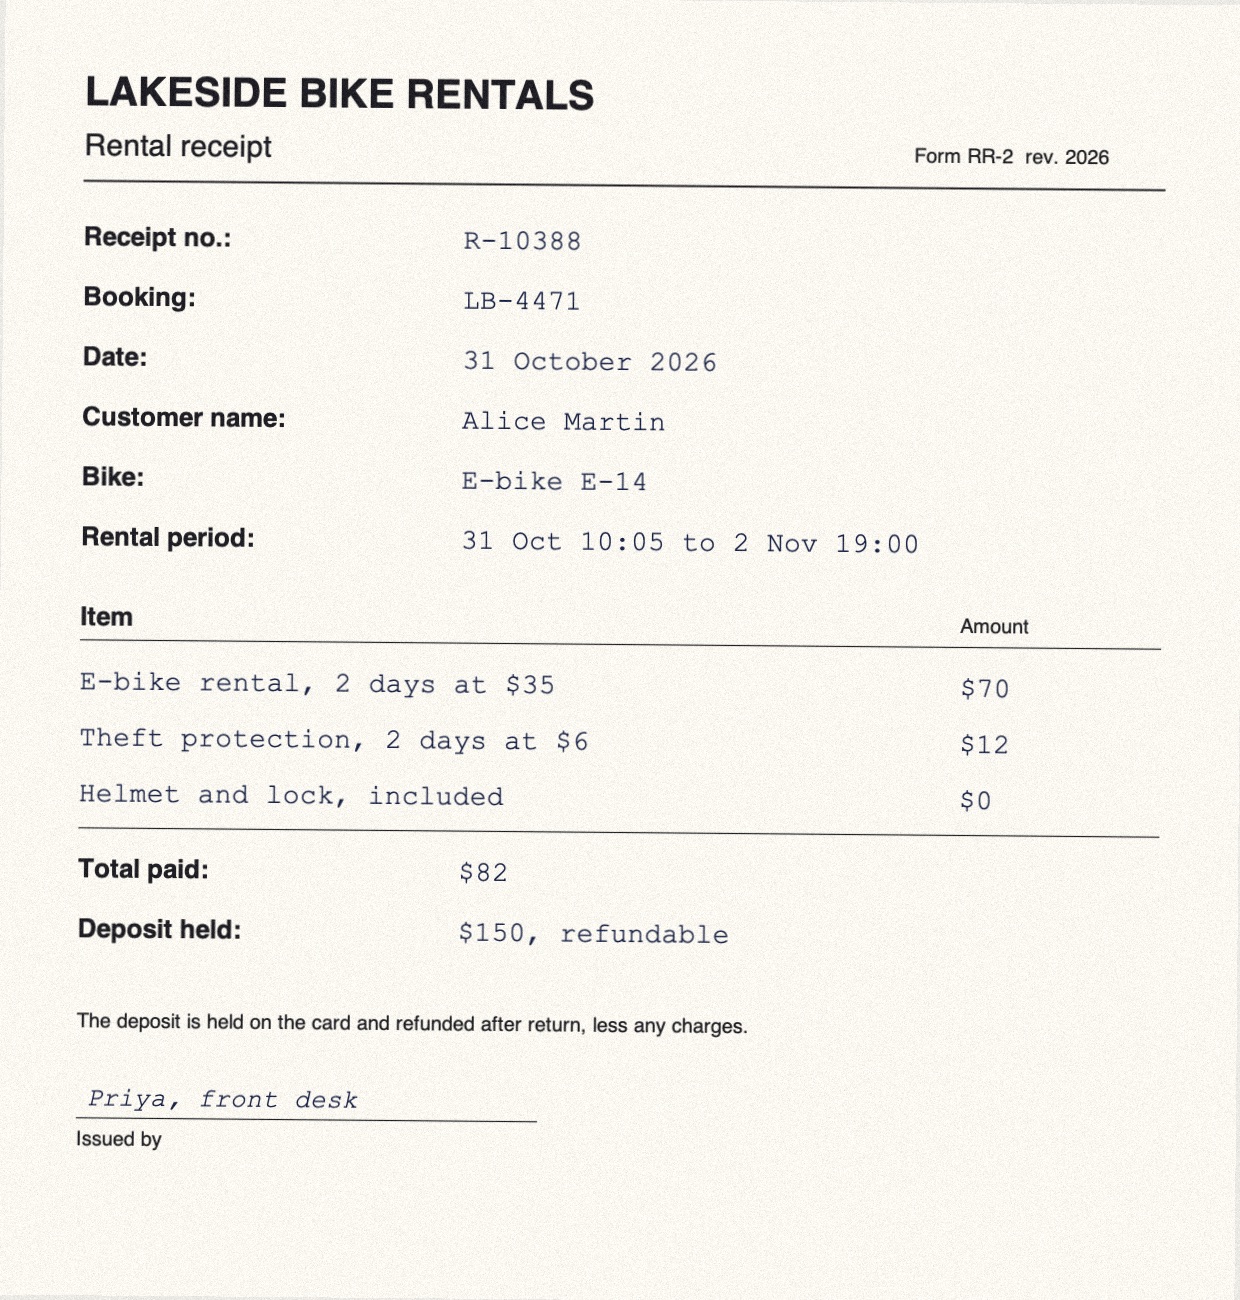 LAKESIDE BIKE RENTALS
Rental receipt
Form RR-2 rev. 2026
Receipt no.: R-10388
Booking: LB-4471
Date: 31 October 2026
Customer name: Alice Martin
Bike: E-bike E-14
Rental period: 31 Oct 10:05 to 2 Nov 19:00
Item Amount
E-bike rental, 2 days at $35 $70
Theft protection, 2 days at $6 $12
Helmet and lock, included $0
Total paid: $82
Deposit held: $150, refundable
The deposit is held on the card and refunded after return, less any charges.
Priya, front desk
Issued by